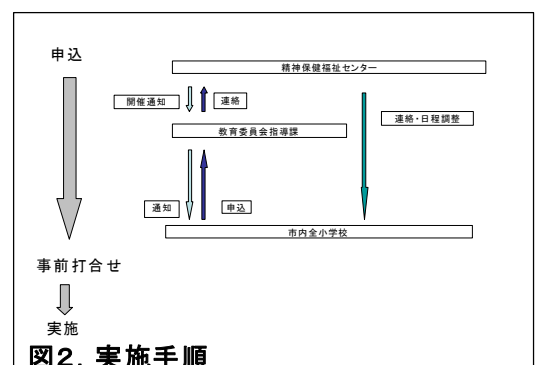 申込
精神保健福祉センター
開催通知
連絡
連絡・日程調整
教育委員会指導課
通知
申込
市内全小学校
事前打合せ
実施
図2．実施手順